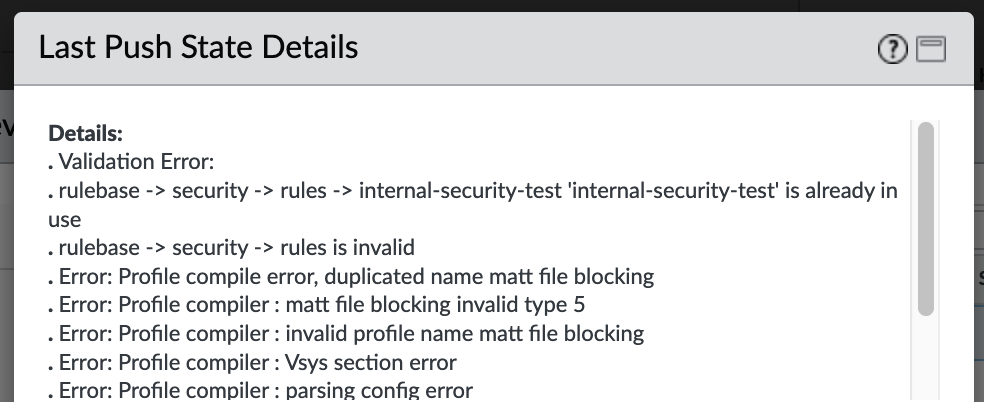 Last Push State Details
Details:
. Validation Error:
. rulebase -> security -> rules -> internal-security-test 'internal-security-test' is already in
use
. rulebase -> security -> rules is invalid
. Error: Profile compile error, duplicated name matt file blocking
. Error: Profile compiler : matt file blocking invalid type 5
. Error: Profile compiler : invalid profile name matt file blocking
. Error: Profile compiler : Vsys section error
. Error: Profile compiler : parsing config error